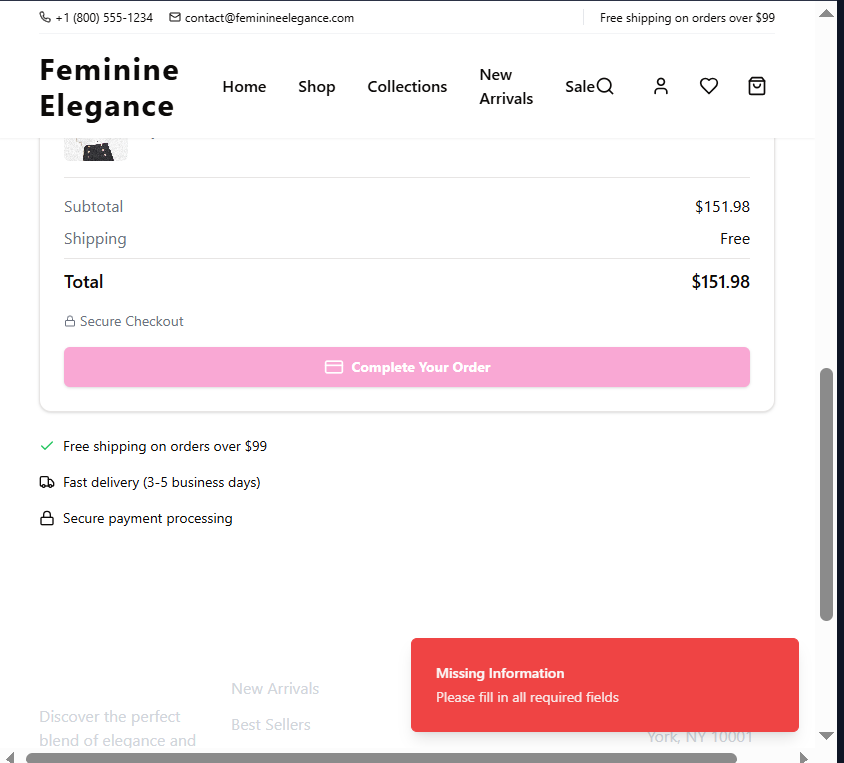 +1 (800) 555-1234
contact@feminineelegance.com
Free shipping on orders over $99
Feminine
Elegance
Home
Shop
Collections
New
Arrivals
Sale
Subtotal
$151.98
Shipping
Free
Total
$151.98
Secure Checkout
Complete Your Order
Free shipping on orders over $99
Fast delivery (3-5 business days)
Secure payment processing
Missing Information
Please fill in all required fields
New Arrivals
Discover the perfect
Best Sellers
blend of elegance and
York, NY 10001